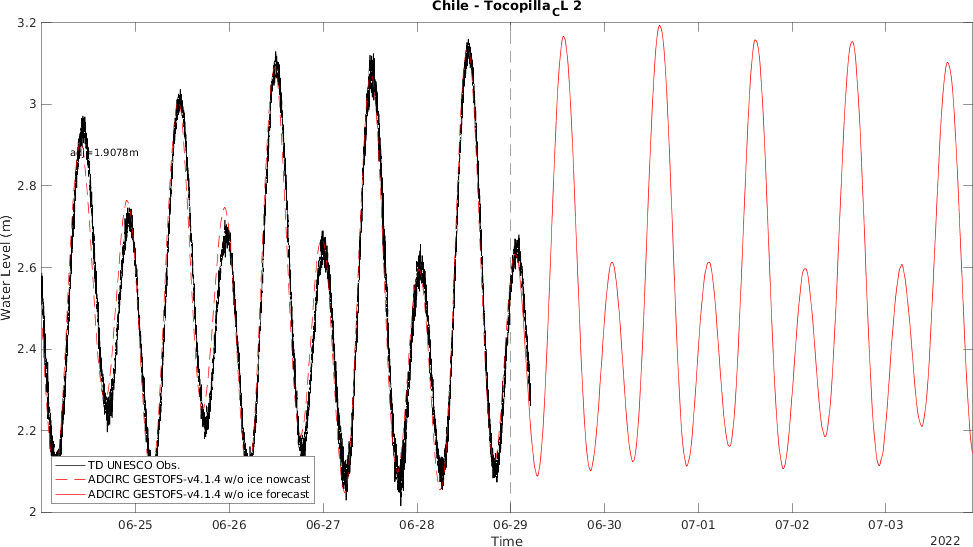 Chile - Tocopilla_CL 2
3.2
3
2.8
2.6
2.4
2.2
2
Water Level (m)
adj=1.9078m
TD UNESCO Obs.
ADCIRC GESTOFS-v4.1.4 w/o ice nowcast
ADCIRC GESTOFS-v4.1.4 w/o ice forecast
06-25 06-26 06-27 06-28 06-29 06-30 07-01 07-02 07-03
Time
2022